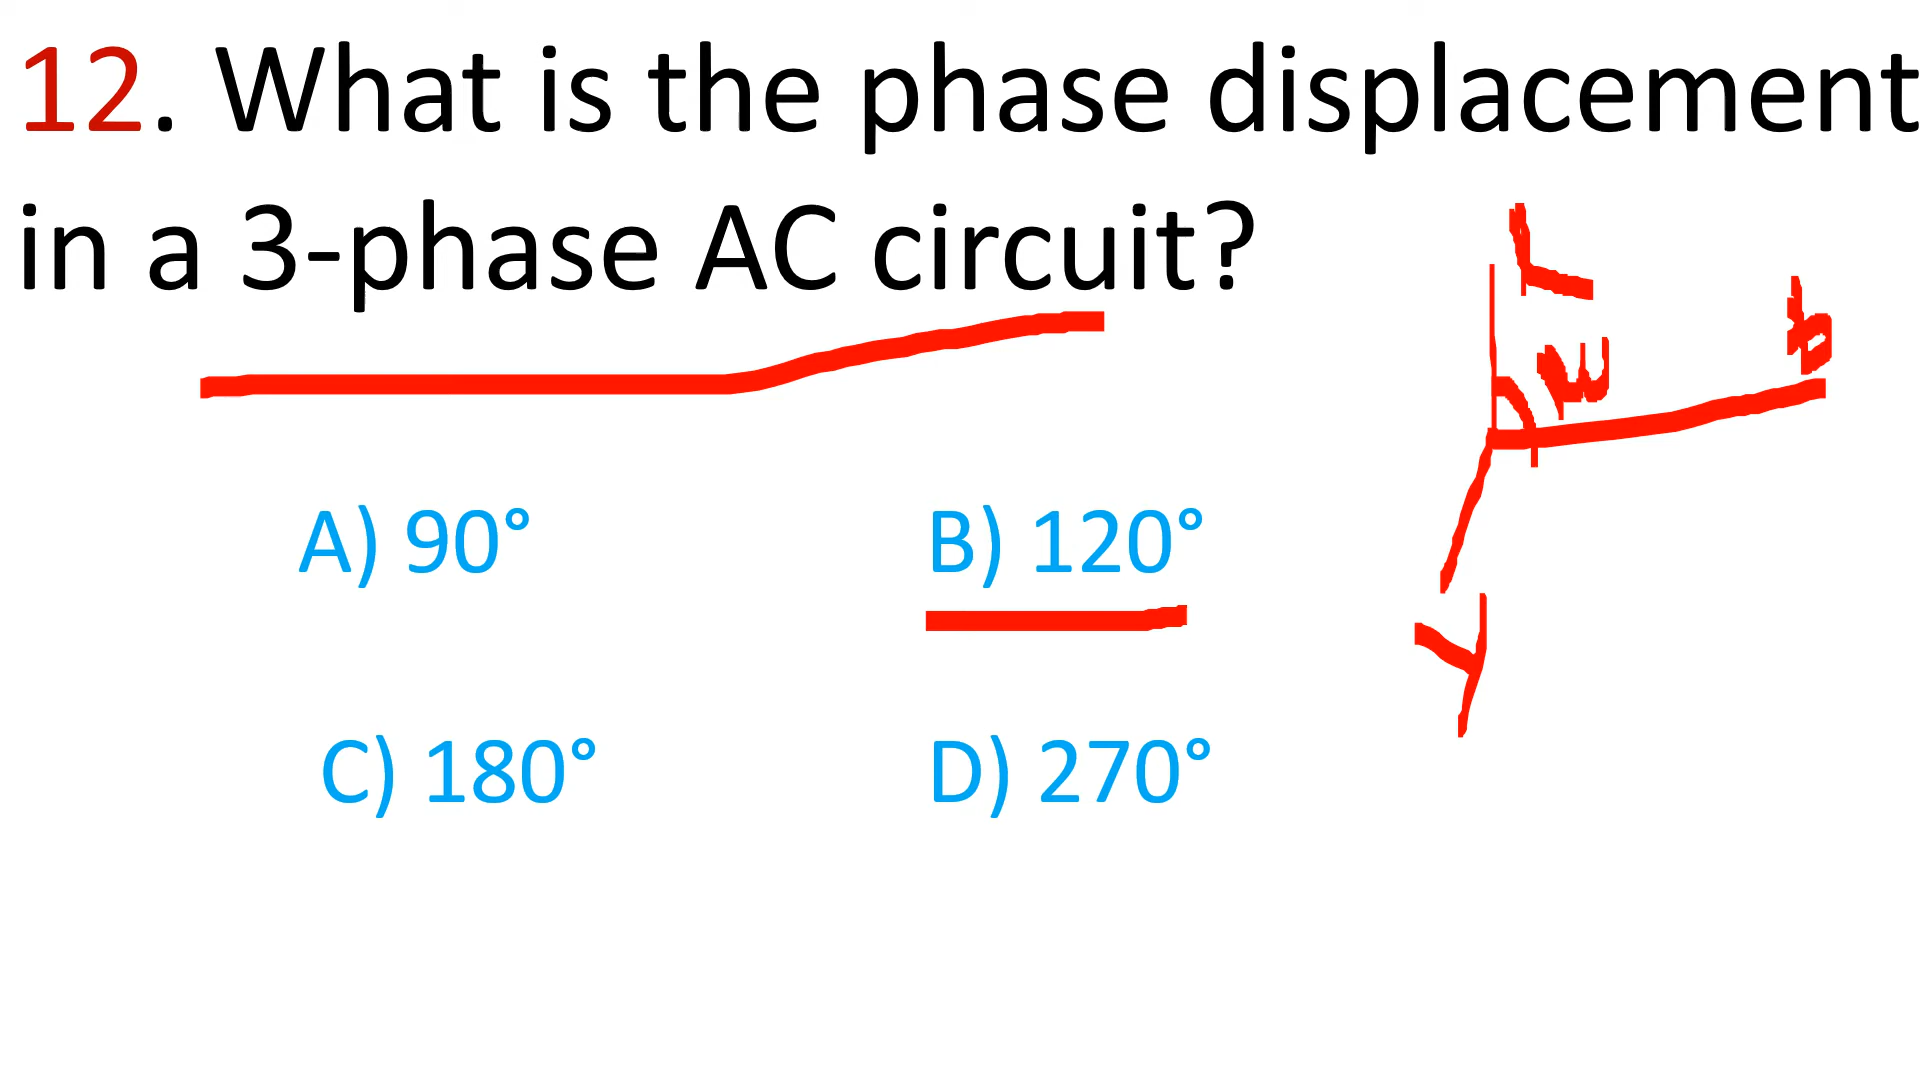 12. What is the phase displacement
in a 3-phase AC circuit?
A) 90° B) 120°
C) 180° D) 270°
b
y